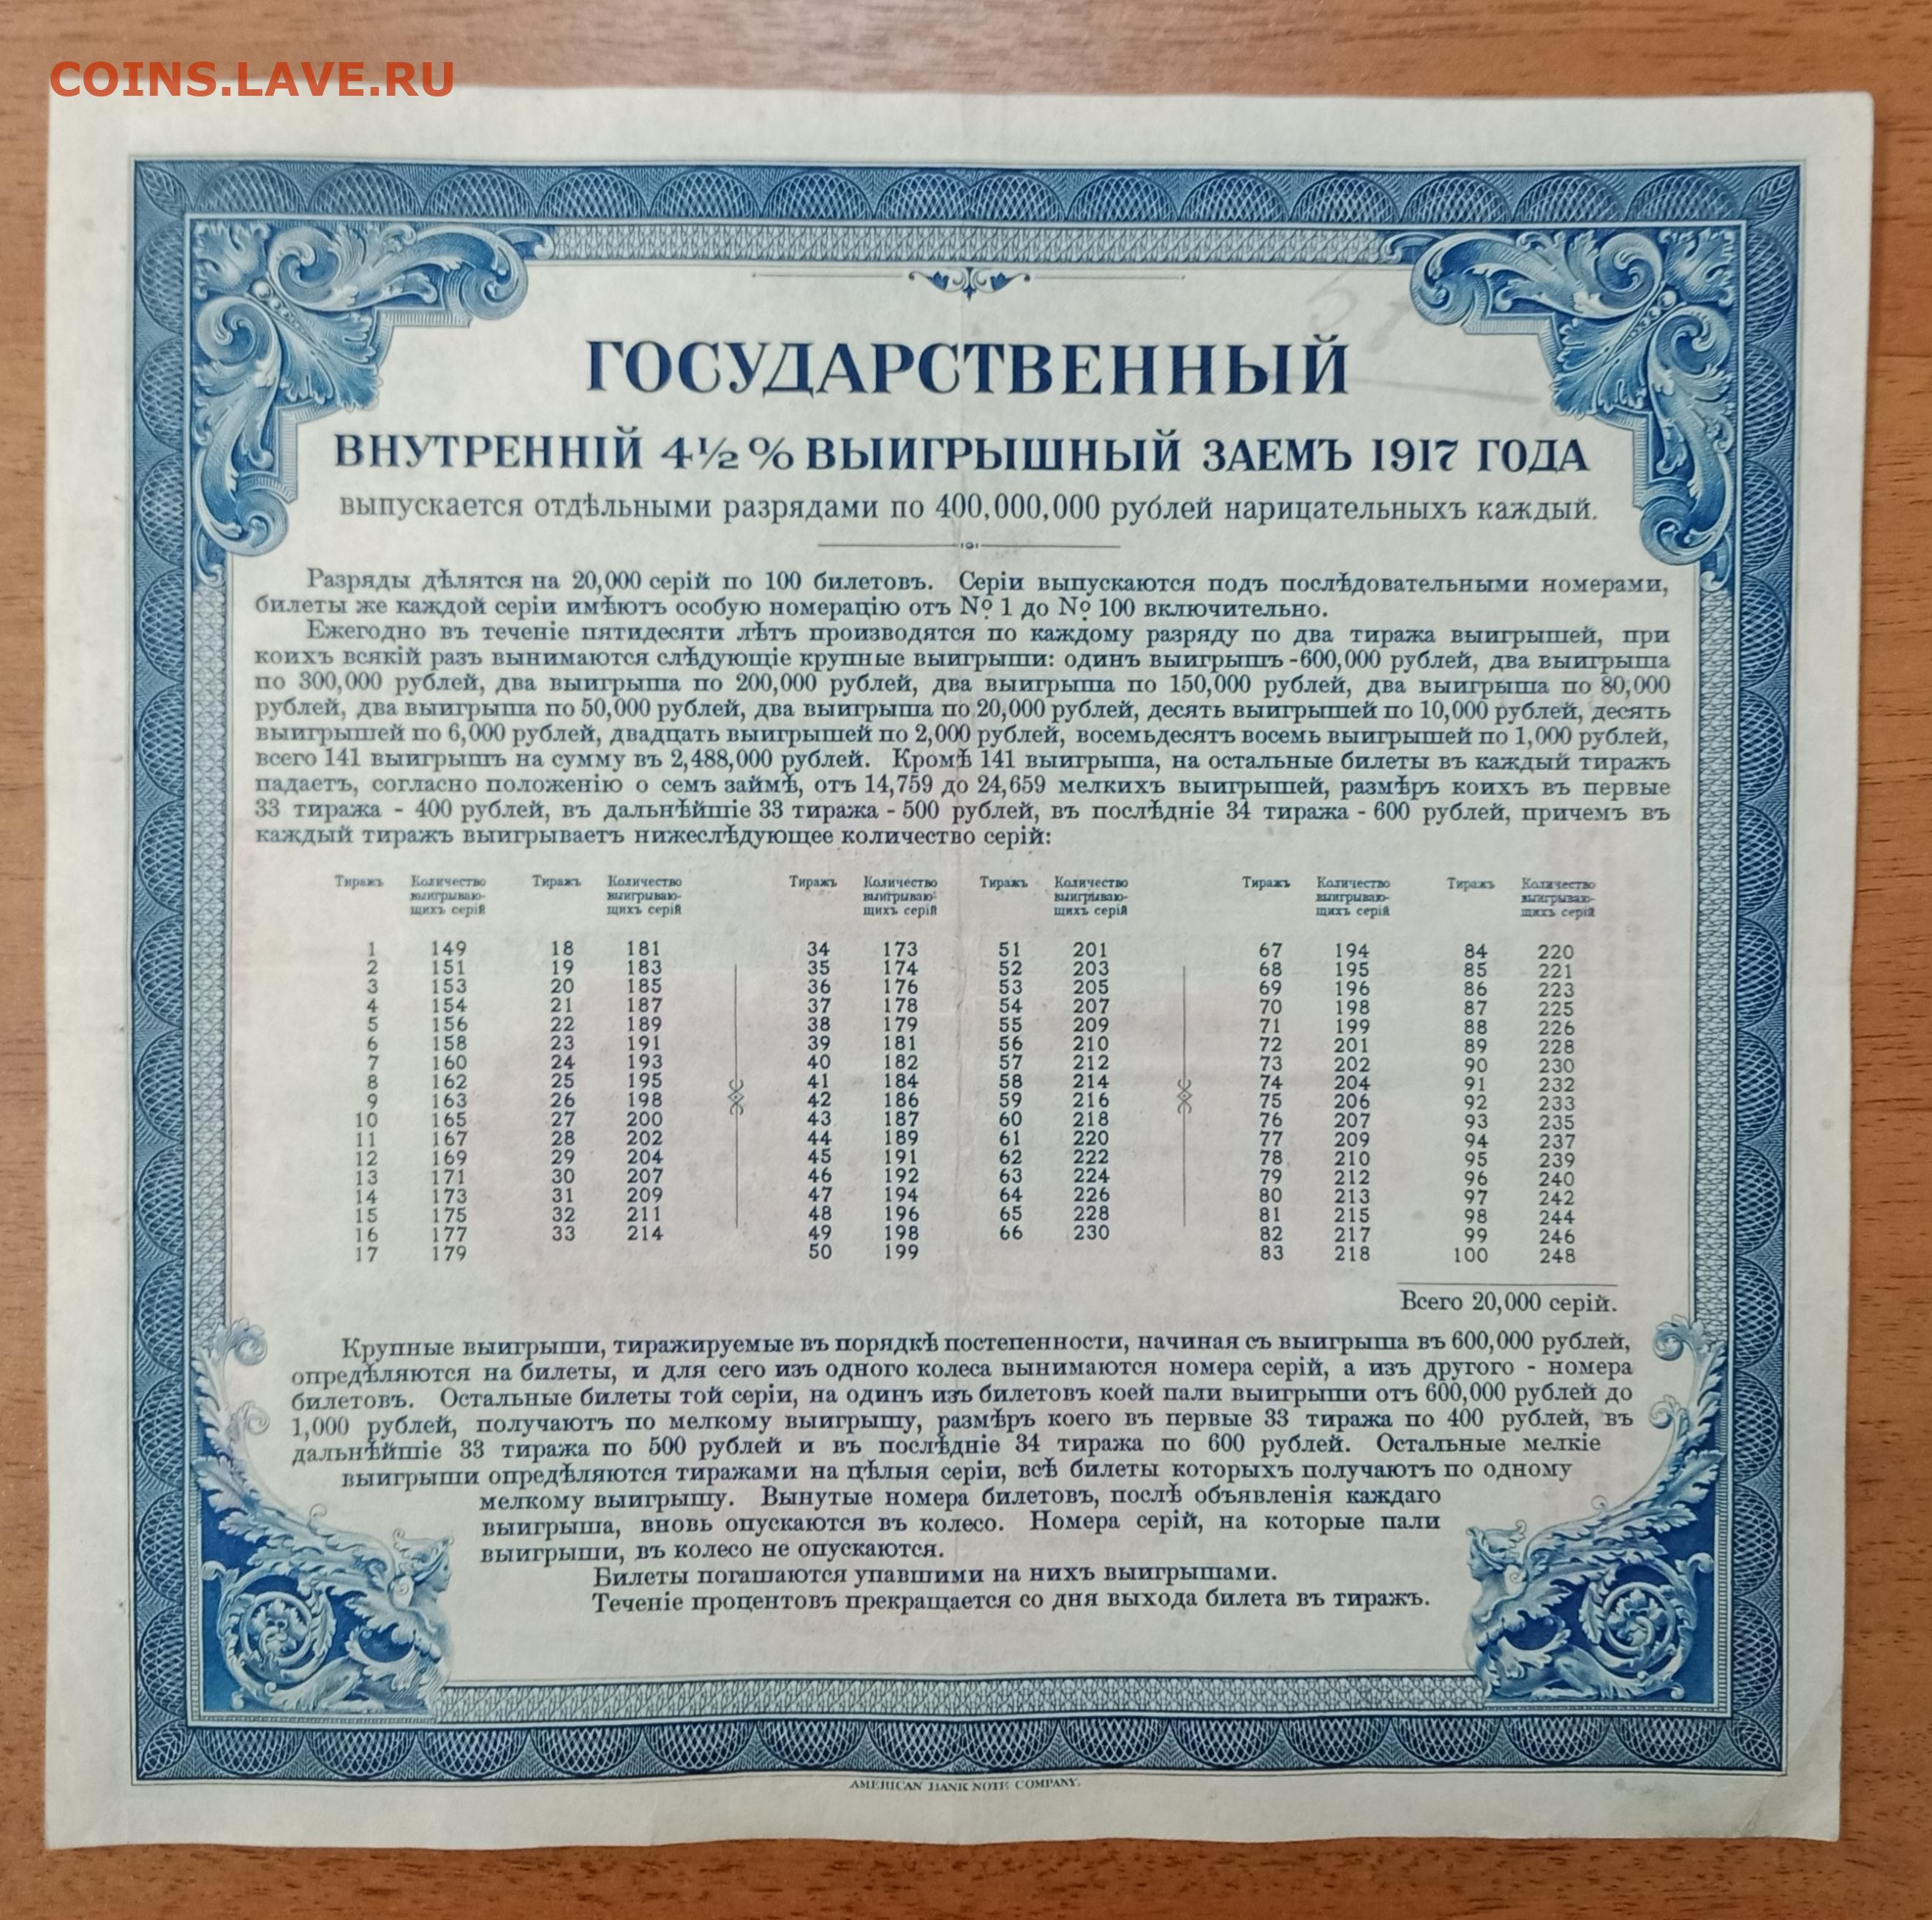 COINS.LAVE.RU
ГОСУДАРСТВЕННЫЙ
ВНУТРЕННІЙ 4½% ВЫИГРЫШНЫЙ ЗАЕМЪ 1917 ГОДА
выпускается отдѣльными разрядами по 400,000,000 рублей нарицательныхъ каждый.
Разряды дѣлятся на 20,000 серій по 100 билетовъ. Серіи выпускаются подъ послѣдовательными номерами,
билеты же каждой серіи имѣютъ особую номерацію отъ № 1 до № 100 включительно.
Ежегодно въ теченіе пятидесяти лѣтъ производятся по каждому разряду по два тиража выигрышей, при
коихъ всякій разъ вынимаются слѣдующіе крупные выигрыши: одинъ выигрышъ - 600,000 рублей, два выигрыша
по 300,000 рублей, два выигрыша по 200,000 рублей, два выигрыша по 150,000 рублей, два выигрыша по 80,000
рублей, два выигрыша по 50,000 рублей, два выигрыша по 20,000 рублей, десять выигрышей по 10,000 рублей, десять
выигрышей по 6,000 рублей, двадцать выигрышей по 2,000 рублей, восемьдесятъ восемь выигрышей по 1,000 рублей,
всего 141 выигрышъ на сумму въ 2,488,000 рублей. Кромѣ 141 выигрыша, на остальные билеты въ каждый тиражъ
падаетъ, согласно положенію о семъ займѣ, отъ 14,759 до 24,659 мелкихъ выигрышей, размѣръ коихъ въ первые
33 тиража - 400 рублей, въ дальнѣйшіе 33 тиража - 500 рублей, въ послѣдніе 34 тиража - 600 рублей, причемъ въ
каждый тиражъ выигрываетъ нижеслѣдующее количество серій:
Тиражъ Количество Тиражъ Количество Тиражъ Количество Тиражъ Количество Тиражъ Количество Тиражъ Количество
выигрываю- выигрываю- выигрываю- выигрываю- выигрываю- выигрываю-
щихъ серій щихъ серій щихъ серій щихъ серій щихъ серій щихъ серій
1 149 18 181 34 173 51 201 67 194 84 220
2 151 19 183 35 174 52 203 68 195 85 221
3 153 20 185 36 176 53 205 69 196 86 223
4 154 21 187 37 178 54 207 70 198 87 225
5 156 22 189 38 179 55 209 71 199 88 226
6 158 23 191 39 181 56 210 72 201 89 228
7 160 24 193 40 182 57 212 73 202 90 230
8 162 25 195 41 184 58 214 74 204 91 232
9 163 26 198 42 186 59 216 75 206 92 233
10 165 27 200 43 187 60 218 76 207 93 235
11 167 28 202 44 189 61 220 77 209 94 237
12 169 29 204 45 191 62 222 78 210 95 239
13 171 30 207 46 192 63 224 79 212 96 240
14 173 31 209 47 194 64 226 80 213 97 242
15 175 32 211 48 196 65 228 81 215 98 244
16 177 33 214 49 198 66 230 82 217 99 246
17 179 50 199 83 218 100 248
Всего 20,000 серій.
Крупные выигрыши, тиражируемые въ порядкѣ постепенности, начиная съ выигрыша въ 600,000 рублей,
опредѣляются на билеты, и для сего изъ одного колеса вынимаются номера серій, а изъ другого - номера
билетовъ. Остальные билеты той серіи, на одинъ изъ билетовъ коей пали выигрыши отъ 600,000 рублей до
1,000 рублей, получаютъ по мелкому выигрышу, размѣръ коего въ первые 33 тиража по 400 рублей, въ
дальнѣйшіе 33 тиража по 500 рублей и въ послѣдніе 34 тиража по 600 рублей. Остальные мелкіе
выигрыши опредѣляются тиражами на цѣлыя серіи, всѣ билеты которыхъ получаютъ по одному
мелкому выигрышу. Вынутые номера билетовъ, послѣ объявленія каждаго
выигрыша, вновь опускаются въ колесо. Номера серій, на которые пали
выигрыши, въ колесо не опускаются.
Билеты погашаются упавшими на нихъ выигрышами.
Теченіе процентовъ прекращается со дня выхода билета въ тиражъ.
AMERICAN BANK NOTE COMPANY.